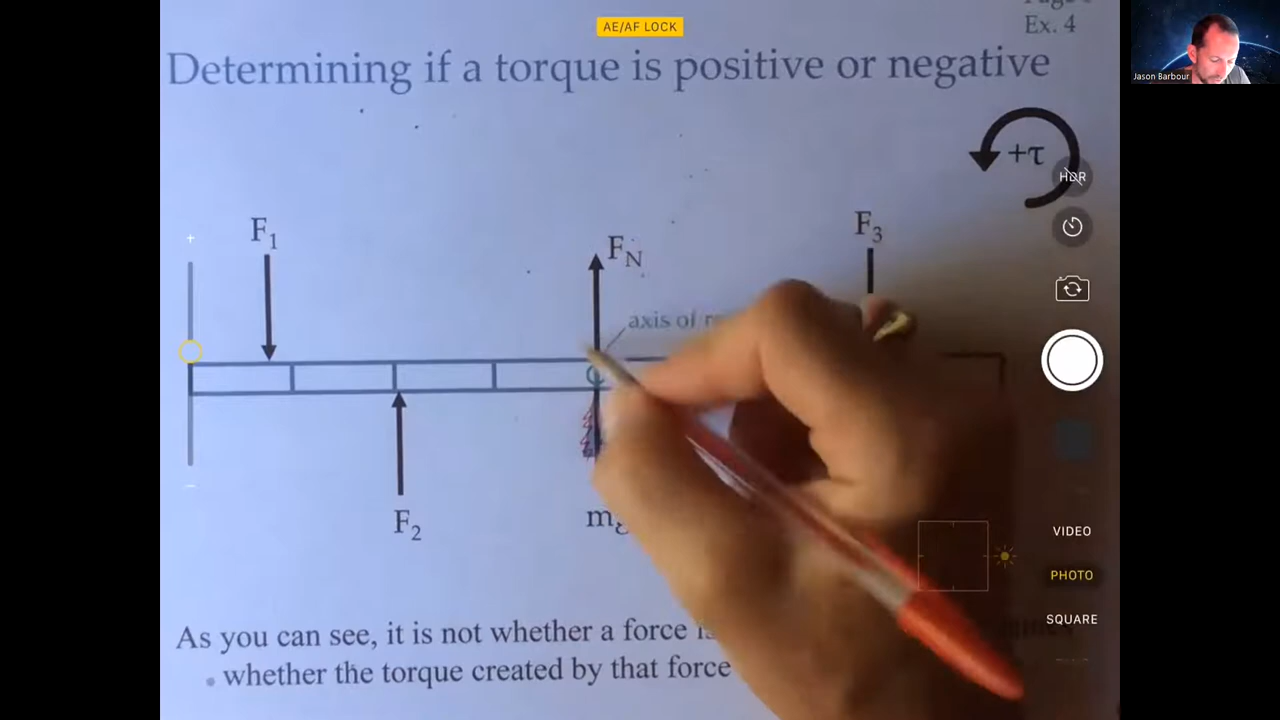 AE/AF LOCK
Ex. 4
Jason Barbour
Determining if a torque is positive or negative
+τ
HDR
F₁
F_N
F₃
axis of
F₂
VIDEO
PHOTO
SQUARE
As you can see, it is not whether a force
whether the torque created by that force